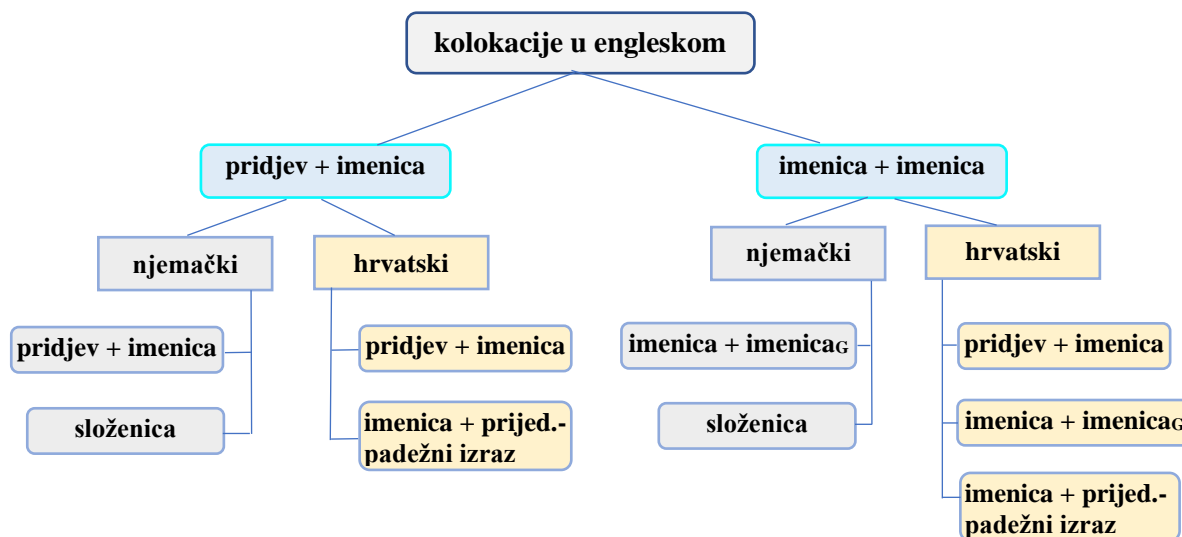 kolokacije u engleskom
pridjev + imenica
imenica + imenica
njemački
hrvatski
njemački
hrvatski
pridjev + imenica
složenica
pridjev + imenica
imenica + prijed.-
padežni izraz
imenica + imenicaG
složenica
pridjev + imenica
imenica + imenicaG
imenica + prijed.-
padežni izraz